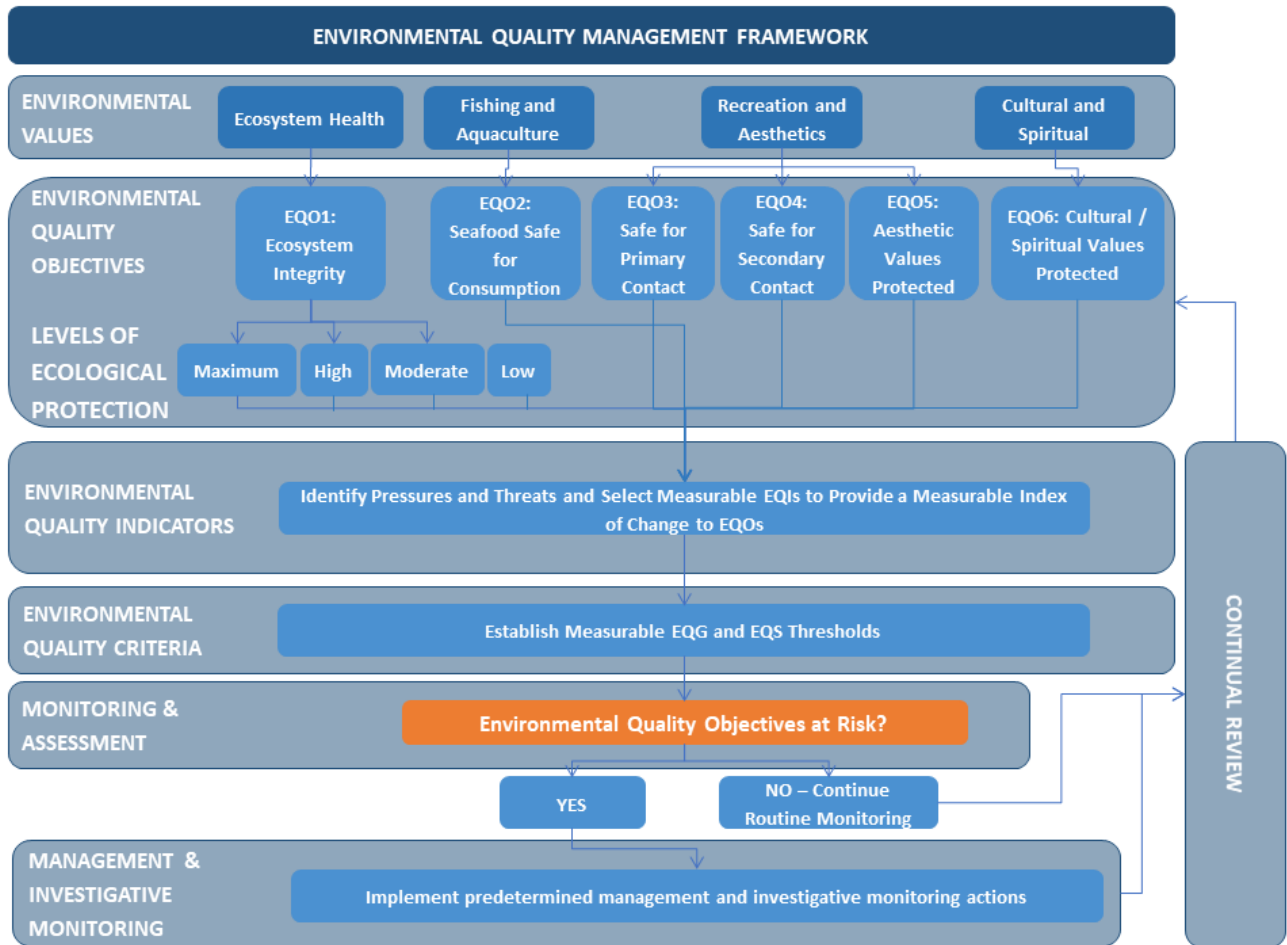 ENVIRONMENTAL QUALITY MANAGEMENT FRAMEWORK
ENVIRONMENTAL
VALUES
Ecosystem Health
Fishing and
Aquaculture
Recreation and
Aesthetics
Cultural and
Spiritual
ENVIRONMENTAL
QUALITY
OBJECTIVES
EQO1:
Ecosystem
Integrity
EQO2:
Seafood Safe
for
Consumption
EQO3:
Safe for
Primary
Contact
EQO4:
Safe for
Secondary
Contact
EQO5:
Aesthetic
Values
Protected
EQO6: Cultural /
Spiritual Values
Protected
LEVELS OF
ECOLOGICAL
PROTECTION
Maximum
High
Moderate
Low
ENVIRONMENTAL
QUALITY INDICATORS
Identify Pressures and Threats and Select Measurable EQIs to Provide a Measurable Index
of Change to EQOs
ENVIRONMENTAL
QUALITY CRITERIA
Establish Measurable EQG and EQS Thresholds
MONITORING &
ASSESSMENT
Environmental Quality Objectives at Risk?
YES
NO – Continue
Routine Monitoring
MANAGEMENT &
INVESTIGATIVE
MONITORING
Implement predetermined management and investigative monitoring actions
CONTINUAL REVIEW